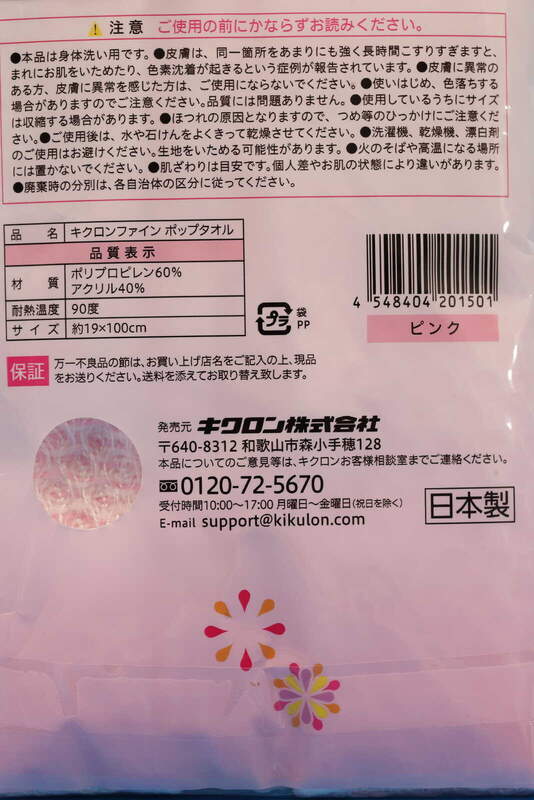 注意 ご使用の前にかならずお読みください。
●本品は身体洗い用です。●皮膚は、同一箇所をあまりにも強く長時間こすりすぎますと、
まれにお肌をいためたり、色素沈着が起きるという症例が報告されています。●皮膚に異常の
ある方、皮膚に異常を感じた方は、ご使用にならないでください。●使いはじめ、色落ちする
場合がありますのでご注意ください。品質には問題ありません。●使用しているうちにサイズ
は収縮する場合があります。●ほつれの原因となりますので、つめ等のひっかけにご注意くだ
さい。●ご使用後は、水や石けんをよくきって乾燥させてください。●洗濯機、乾燥機、漂白剤
のご使用はお避けください。生地をいためる可能性があります。●火のそばや高温になる場所
には置かないでください。●肌ざわりは目安です。個人差やお肌の状態により違いがあります。
●廃棄時の分別は、各自治体の区分に従ってください。
品名 キクロンファイン ポップタオル
品質表示
材質 ポリプロピレン60%
アクリル40%
耐熱温度 90度
サイズ 約19×100cm
プラ
袋
PP
4 548404 201501
ピンク
保証 万一不良品の節は、お買い上げ店名をご記入の上、現品
をお送りください。送料を添えてお取り替え致します。
発売元 キクロン株式会社
〒640-8312 和歌山市森小手穂128
本品についてのご意見等は、キクロンお客様相談室までご連絡ください。
0120-72-5670
受付時間10:00〜17:00 月曜日〜金曜日(祝日を除く)
E-mail support@kikulon.com
日本製